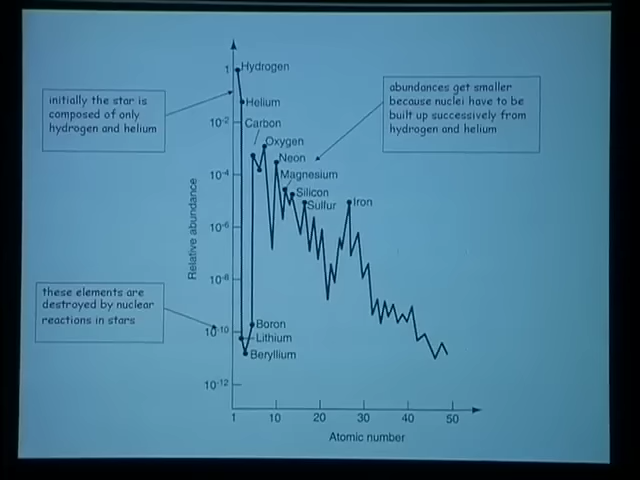 initially the star is
composed of only
hydrogen and helium
abundances get smaller
because nuclei have to be
built up successively from
hydrogen and helium
these elements are
destroyed by nuclear
reactions in stars
Relative abundance
1
10-2
10-4
10-6
10-8
10-10
10-12
Hydrogen
Helium
Carbon
Oxygen
Neon
Magnesium
Silicon
Sulfur
Iron
Boron
Lithium
Beryllium
1 10 20 30 40 50
Atomic number